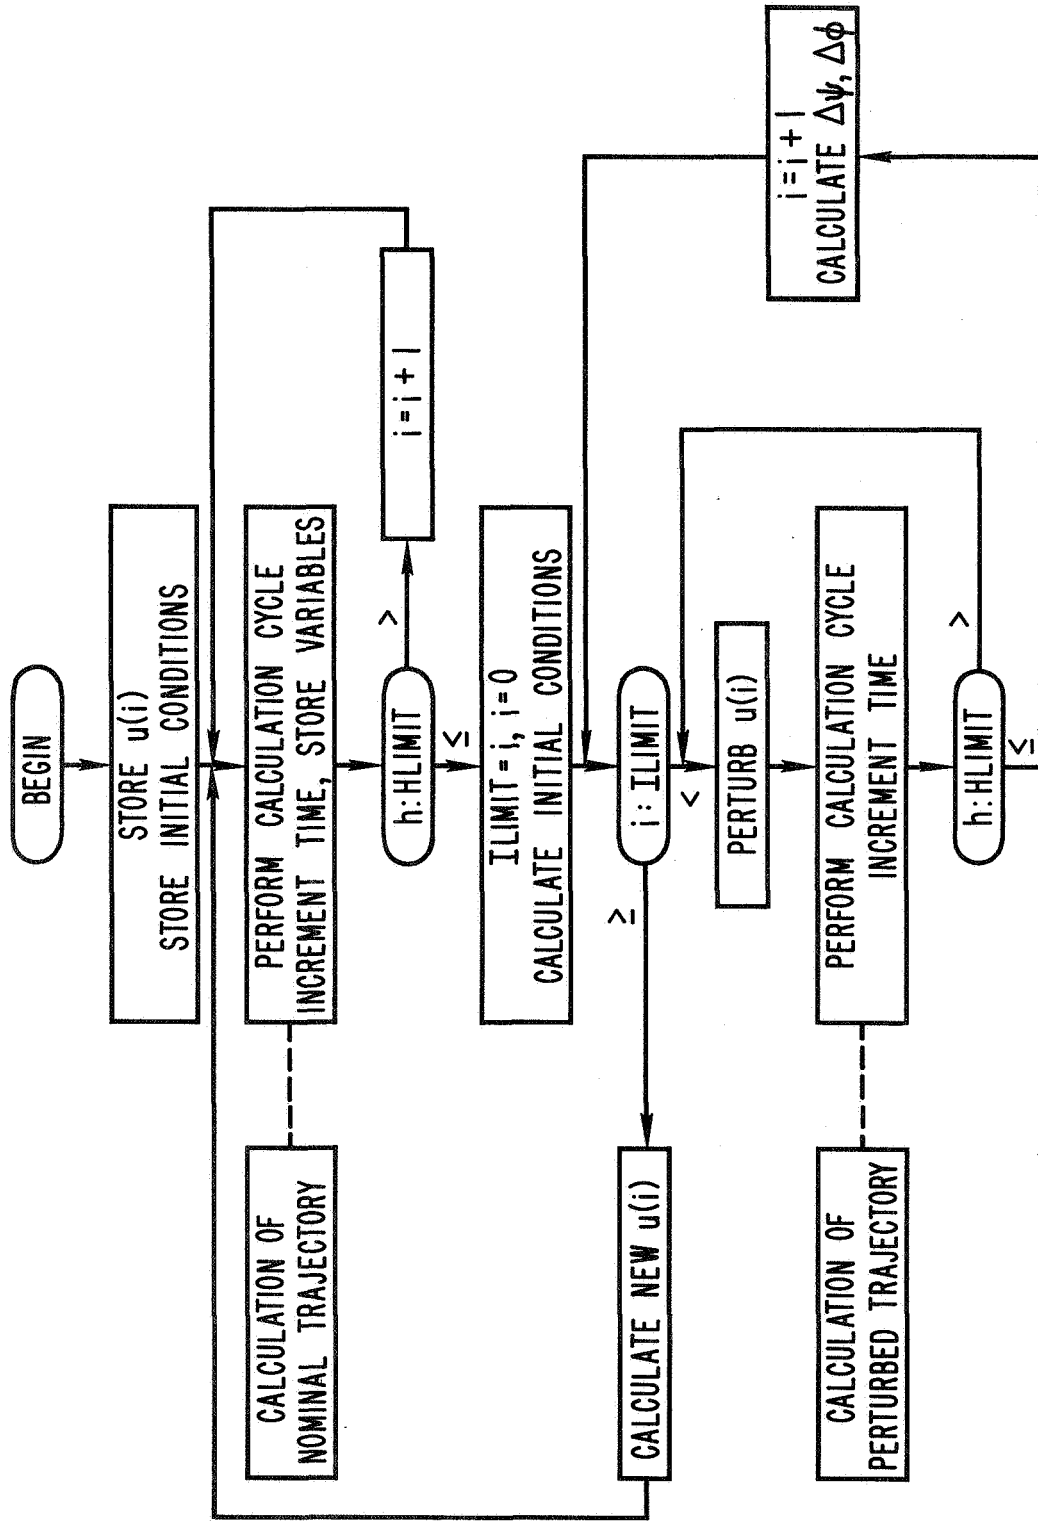 BEGIN
STORE u(i)
STORE INITIAL CONDITIONS
PERFORM CALCULATION CYCLE
INCREMENT TIME, STORE VARIABLES
CALCULATION OF
NOMINAL TRAJECTORY
h:HLIMIT
>
i=i+1
≤
ILIMIT=i, i=0
CALCULATE INITIAL CONDITIONS
i:ILIMIT
≥
CALCULATE NEW u(i)
<
PERTURB u(i)
PERFORM CALCULATION CYCLE
INCREMENT TIME
CALCULATION OF
PERTURBED TRAJECTORY
h:HLIMIT
>
≤
i=i+1
CALCULATE Δψ, Δϕ